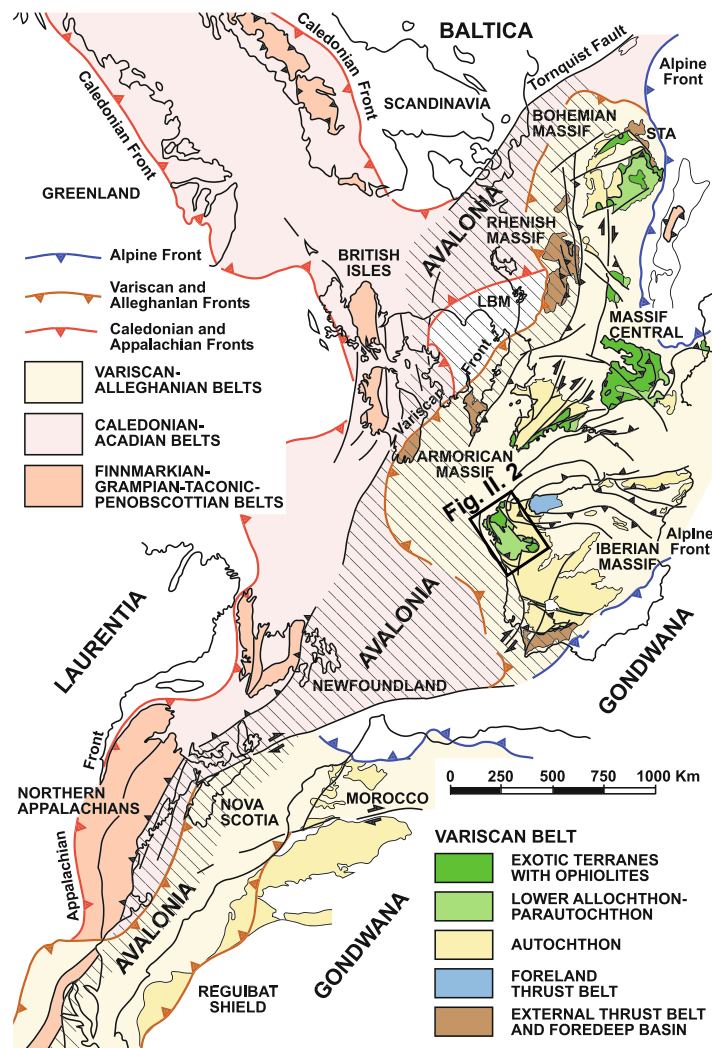 BALTICA
Caledonian Front
Caledonian Front
Tornquist Fault
Alpine
Front
SCANDINAVIA
BOHEMIAN
MASSIF
STA
GREENLAND
AVALONIA
RHENISH
MASSIF
BRITISH
ISLES
Alpine Front
Variscan and
Alleghanian Fronts
Caledonian and
Appalachian Fronts
VARISCAN-
ALLEGHANIAN BELTS
CALEDONIAN-
ACADIAN BELTS
FINNMARKIAN-
GRAMPIAN-TACONIC-
PENOBSCOTTIAN BELTS
LBM
MASSIF
CENTRAL
Variscan Front
ARMORICAN
MASSIF
Fig. II. 2
IBERIAN
MASSIF
Alpine
Front
LAURENTIA
AVALONIA
GONDWANA
NEWFOUNDLAND
Appalachian Front
NORTHERN
APPALACHIANS
NOVA
SCOTIA
MOROCCO
0 250 500 750 1000 Km
AVALONIA
GONDWANA
REGUIBAT
SHIELD
VARISCAN BELT
EXOTIC TERRANES
WITH OPHIOLITES
LOWER ALLOCHTHON-
PARAUTOCHTHON
AUTOCHTHON
FORELAND
THRUST BELT
EXTERNAL THRUST BELT
AND FOREDEEP BASIN